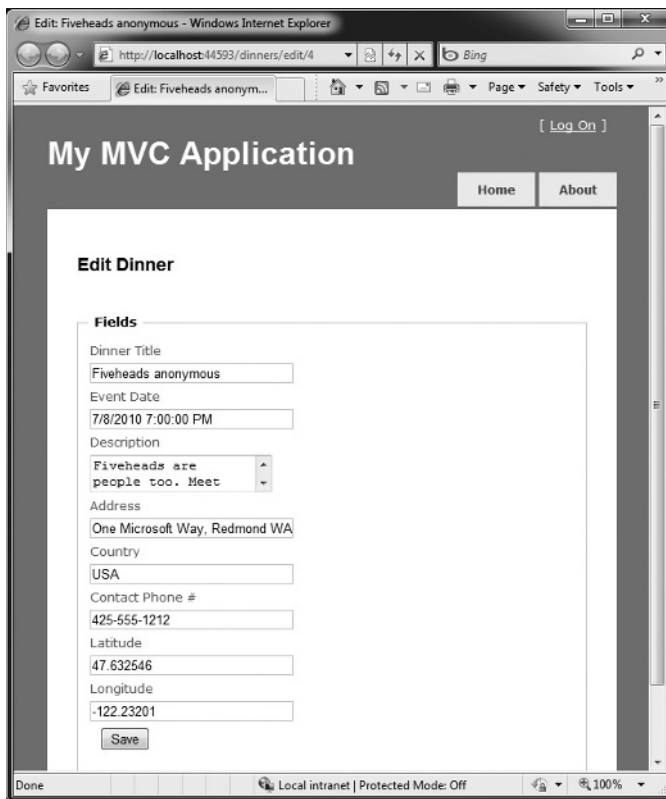 Edit: Fiveheads anonymous - Windows Internet Explorer
http://localhost:44593/dinners/edit/4
Bing
Favorites
Edit: Fiveheads anonym...
Page
Safety
Tools
[ Log On ]
My MVC Application
Home
About
Edit Dinner
Fields
Dinner Title
Fiveheads anonymous
Event Date
7/8/2010 7:00:00 PM
Description
Fiveheads are
people too. Meet
Address
One Microsoft Way, Redmond WA
Country
USA
Contact Phone #
425-555-1212
Latitude
47.632546
Longitude
-122.23201
Save
Done
Local intranet | Protected Mode: Off
100%